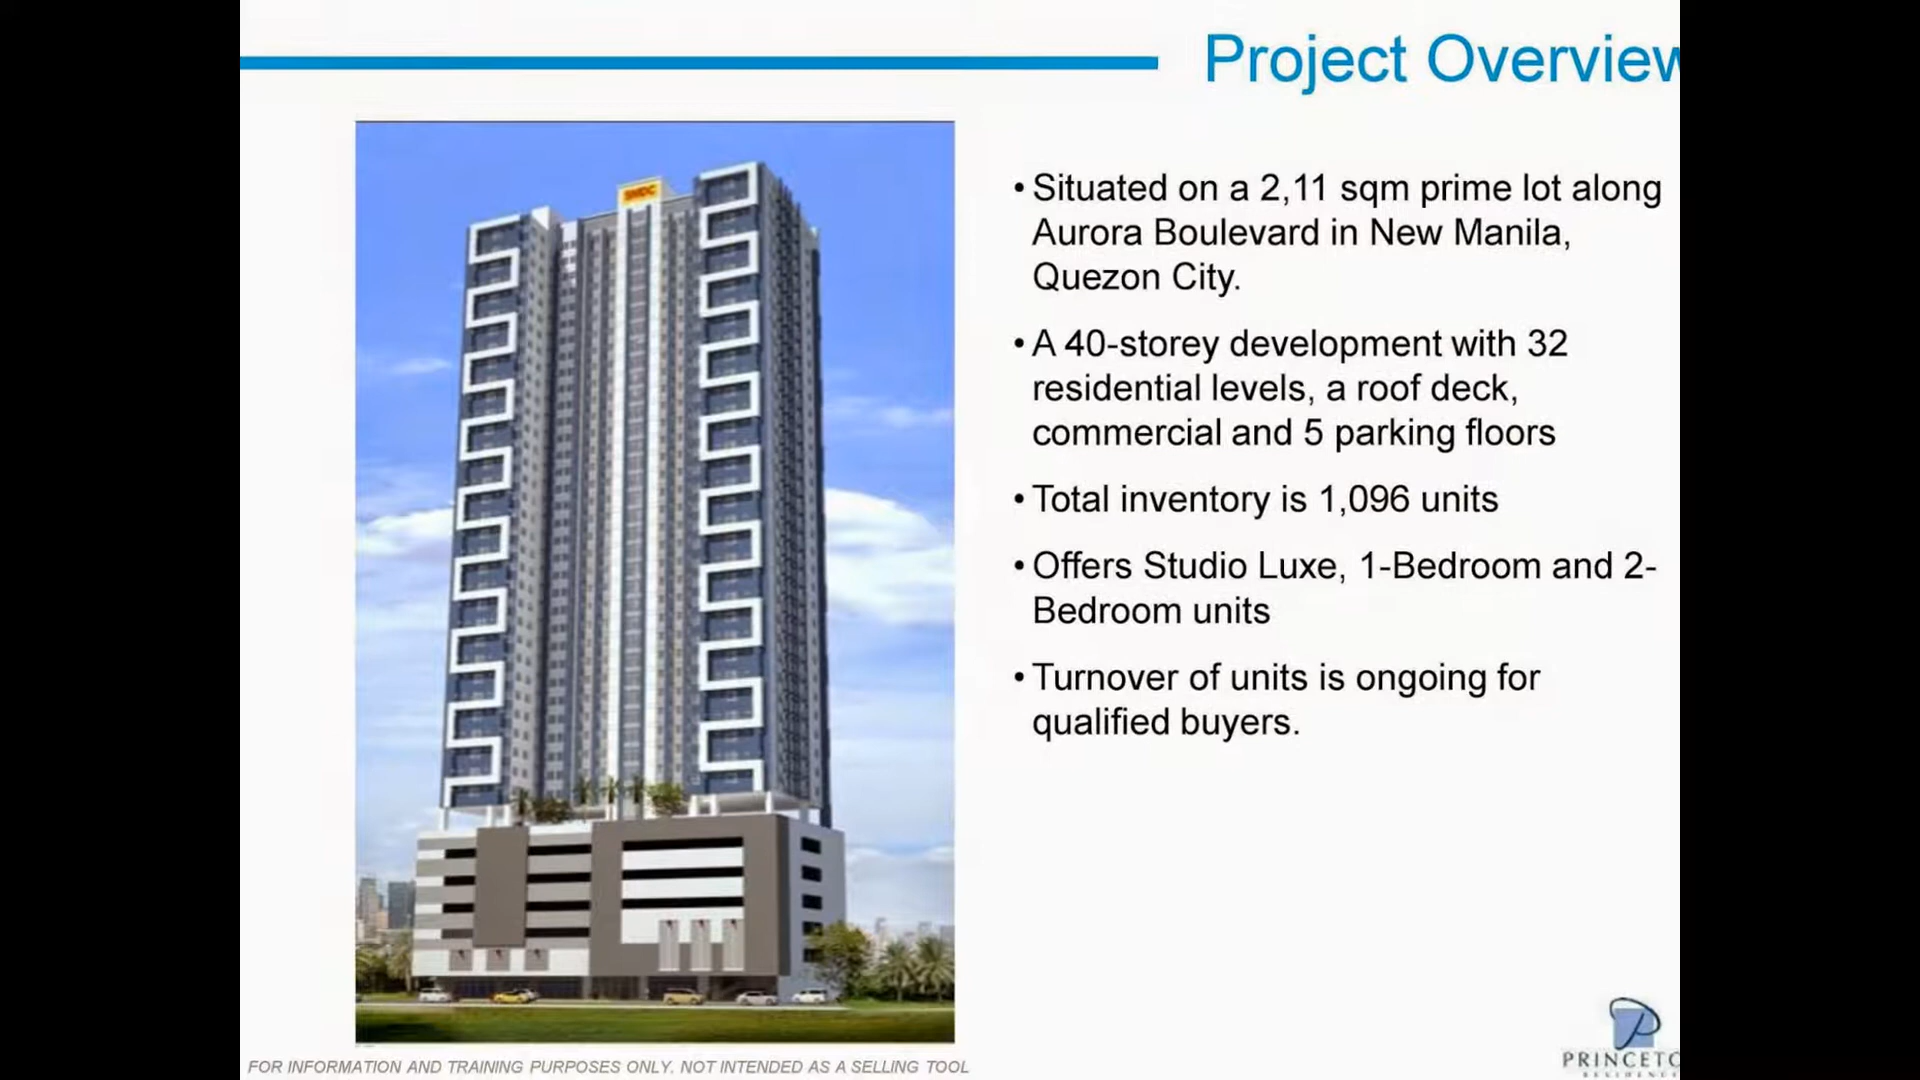 Project Overview
SMDC
• Situated on a 2,11 sqm prime lot along
Aurora Boulevard in New Manila,
Quezon City.
• A 40-storey development with 32
residential levels, a roof deck,
commercial and 5 parking floors
• Total inventory is 1,096 units
• Offers Studio Luxe, 1-Bedroom and 2-
Bedroom units
• Turnover of units is ongoing for
qualified buyers.
FOR INFORMATION AND TRAINING PURPOSES ONLY. NOT INTENDED AS A SELLING TOOL
PRINCETO